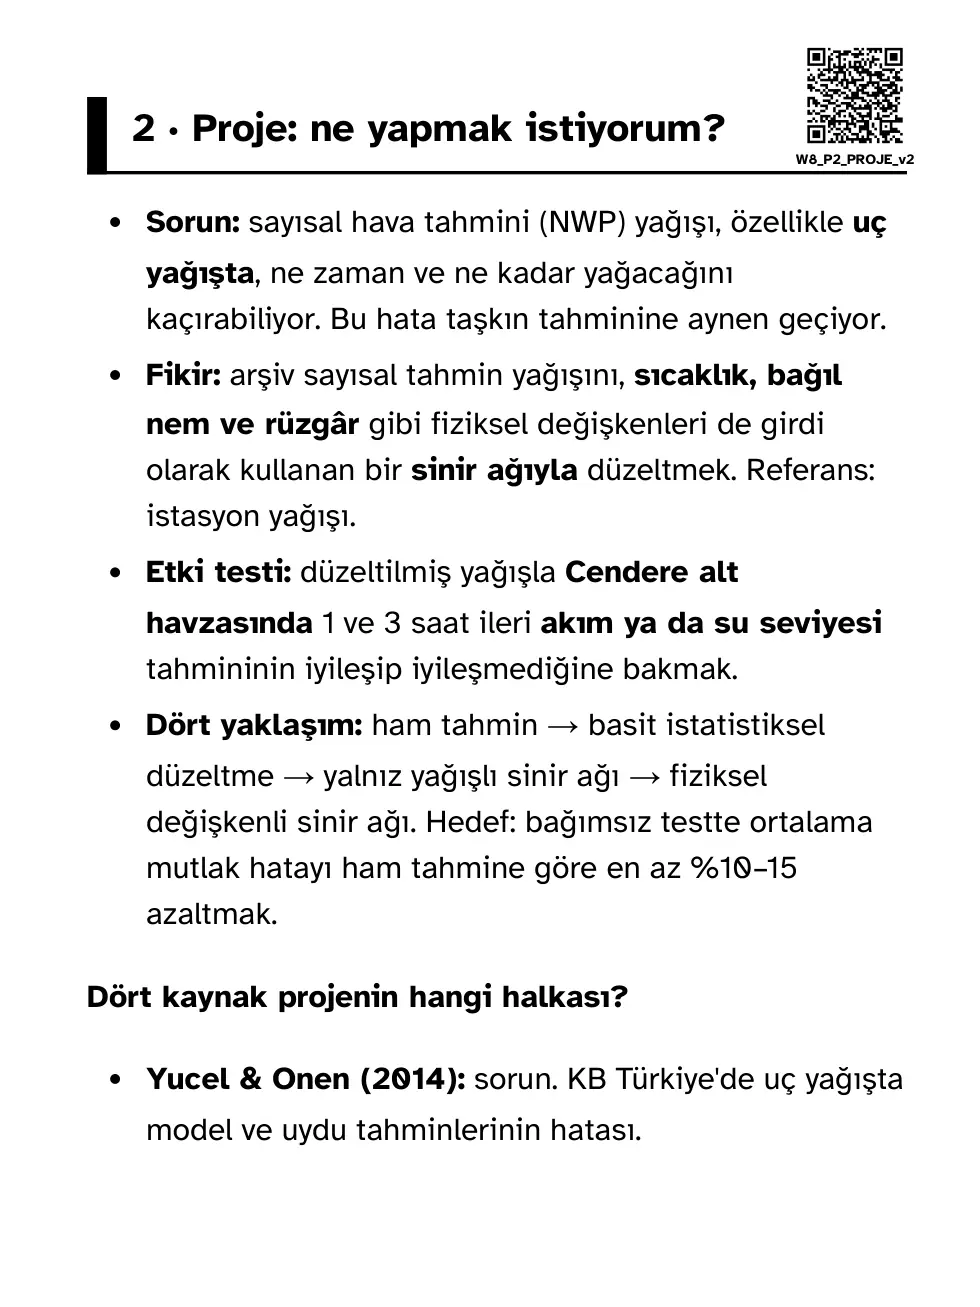 W8_P2_PROJE_v2
2 · Proje: ne yapmak istiyorum?
• Sorun: sayısal hava tahmini (NWP) yağışı, özellikle uç
yağışta, ne zaman ve ne kadar yağacağını
kaçırabiliyor. Bu hata taşkın tahminine aynen geçiyor.
• Fikir: arşiv sayısal tahmin yağışını, sıcaklık, bağıl
nem ve rüzgâr gibi fiziksel değişkenleri de girdi
olarak kullanan bir sinir ağıyla düzeltmek. Referans:
istasyon yağışı.
• Etki testi: düzeltilmiş yağışla Cendere alt
havzasında 1 ve 3 saat ileri akım ya da su seviyesi
tahmininin iyileşip iyileşmediğine bakmak.
• Dört yaklaşım: ham tahmin → basit istatistiksel
düzeltme → yalnız yağışlı sinir ağı → fiziksel
değişkenli sinir ağı. Hedef: bağımsız testte ortalama
mutlak hatayı ham tahmine göre en az %10–15
azaltmak.
Dört kaynak projenin hangi halkası?
• Yucel & Onen (2014): sorun. KB Türkiye'de uç yağışta
model ve uydu tahminlerinin hatası.